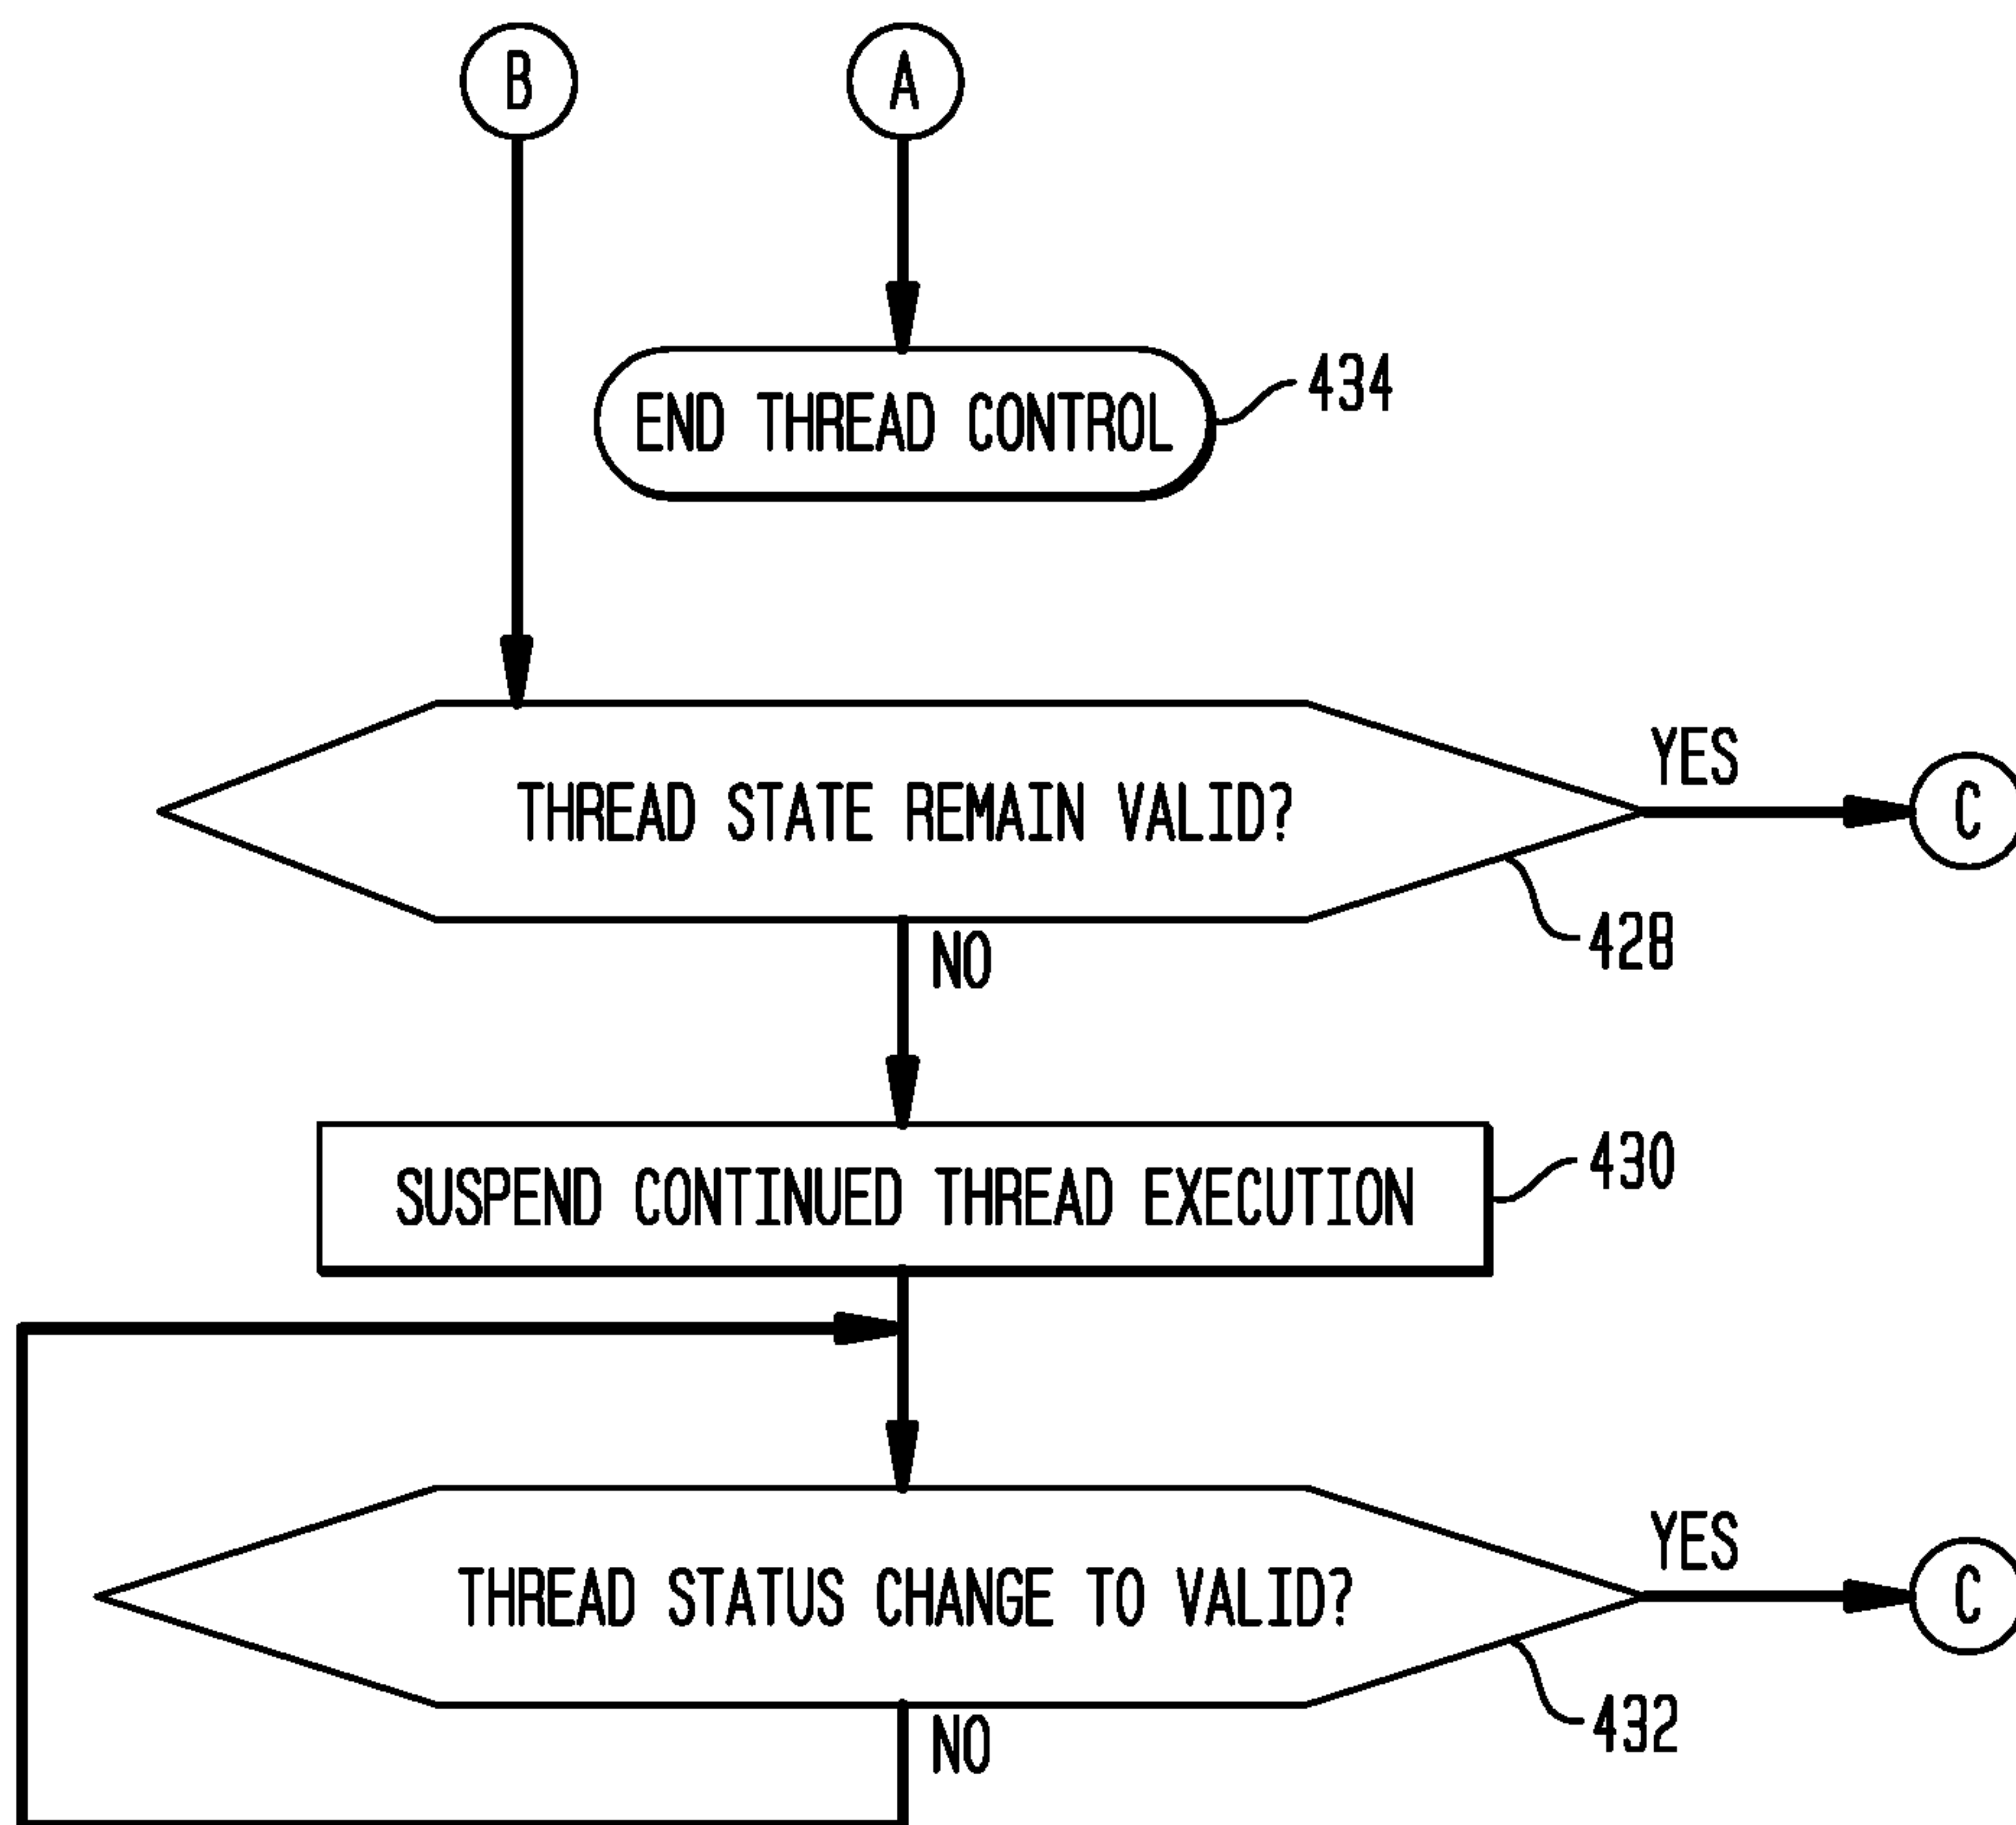 B
A
END THREAD CONTROL
434
THREAD STATE REMAIN VALID?
YES
C
428
NO
SUSPEND CONTINUED THREAD EXECUTION
430
THREAD STATUS CHANGE TO VALID?
YES
C
432
NO